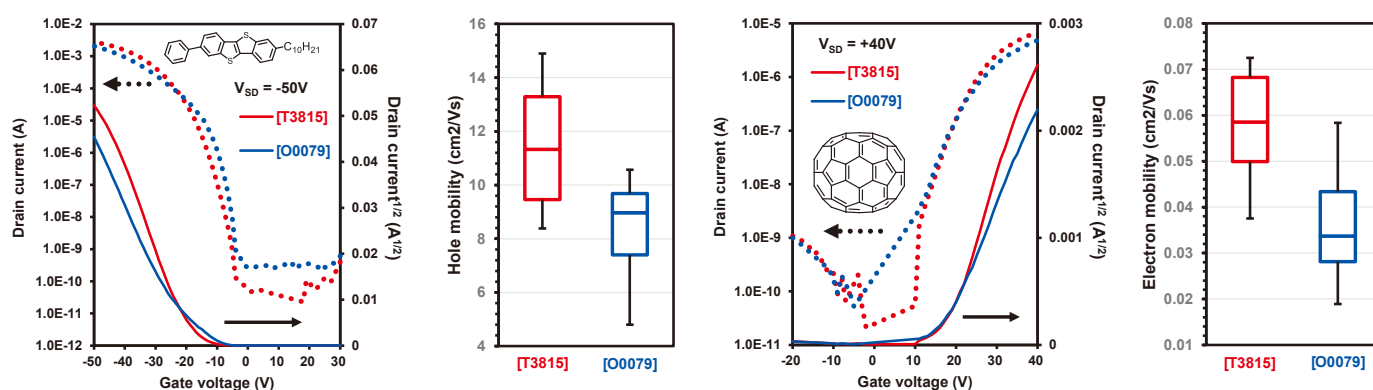 1.0E-2
1.0E-3
1.0E-4
1.0E-5
1.0E-6
1.0E-7
1.0E-8
1.0E-9
1.0E-10
1.0E-11
1.0E-12
Drain current (A)
S
S
C10H21
VSD = -50V
[T3815]
[O0079]
0.07
0.06
0.05
0.04
0.03
0.02
0.01
0
Drain current1/2 (A1/2)
-50 -40 -30 -20 -10 0 10 20 30
Gate voltage (V)
16
14
12
10
8
6
4
Hole mobility (cm2/Vs)
[T3815] [O0079]
1.0E-5
1.0E-6
1.0E-7
1.0E-8
1.0E-9
1.0E-10
1.0E-11
Drain current (A)
VSD = +40V
[T3815]
[O0079]
0.003
0.002
0.001
0
Drain current1/2 (A1/2)
-20 -10 0 10 20 30 40
Gate voltage (V)
0.08
0.07
0.06
0.05
0.04
0.03
0.02
0.01
Electron mobility (cm2/Vs)
[T3815] [O0079]